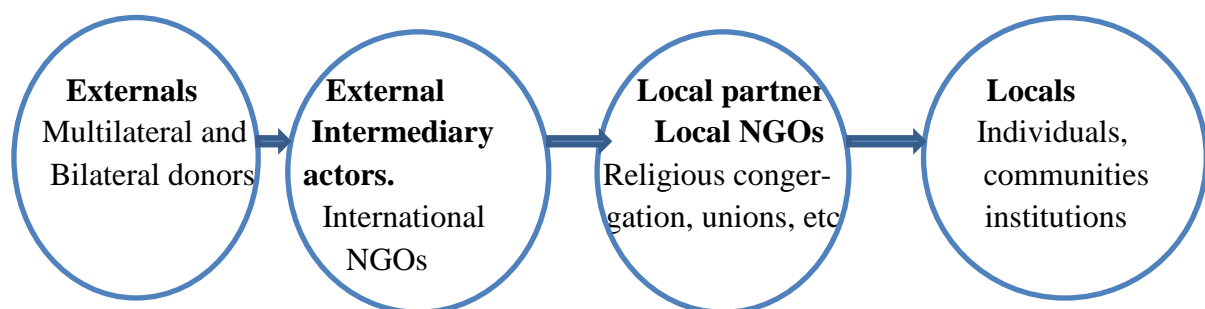 Externals
Multilateral and
Bilateral donors
External
Intermediary
actors.
International
NGOs
Local partner
Local NGOs
Religious conger-
gation, unions, etc
Locals
Individuals,
communities
institutions